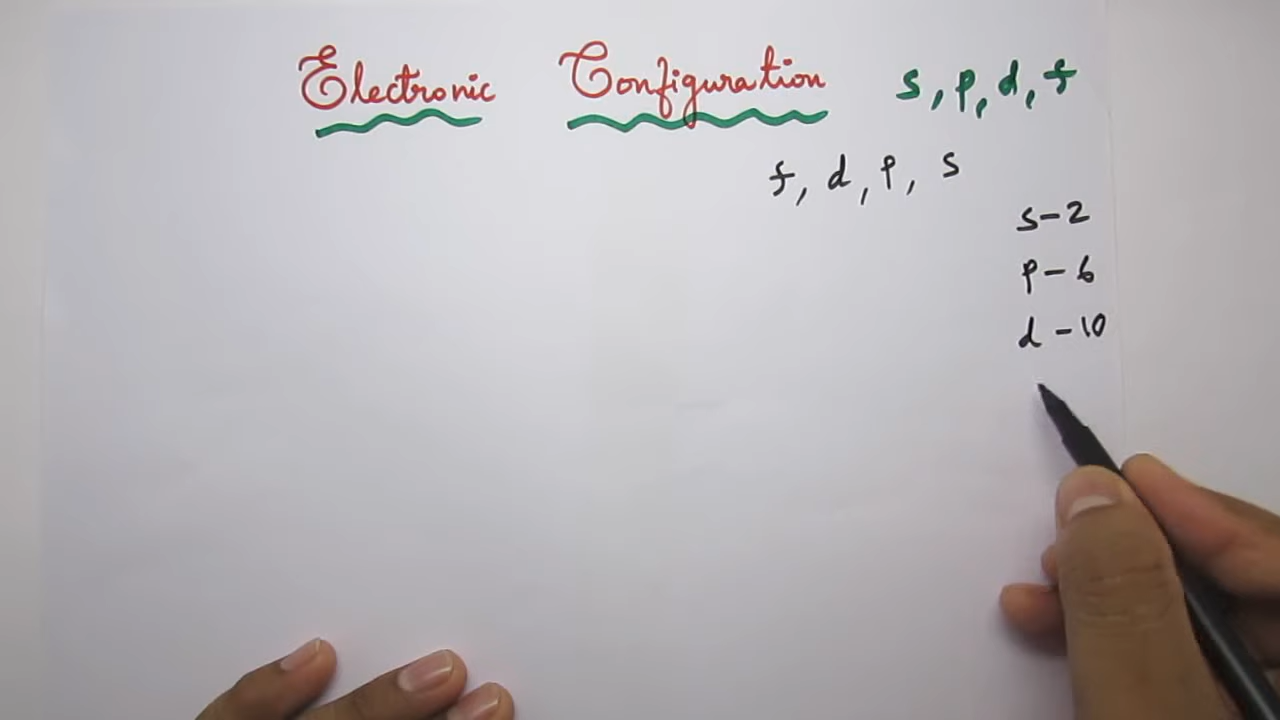 Electronic Configuration s, p, d, f
f, d, p, s
s-2
p-6
d-10